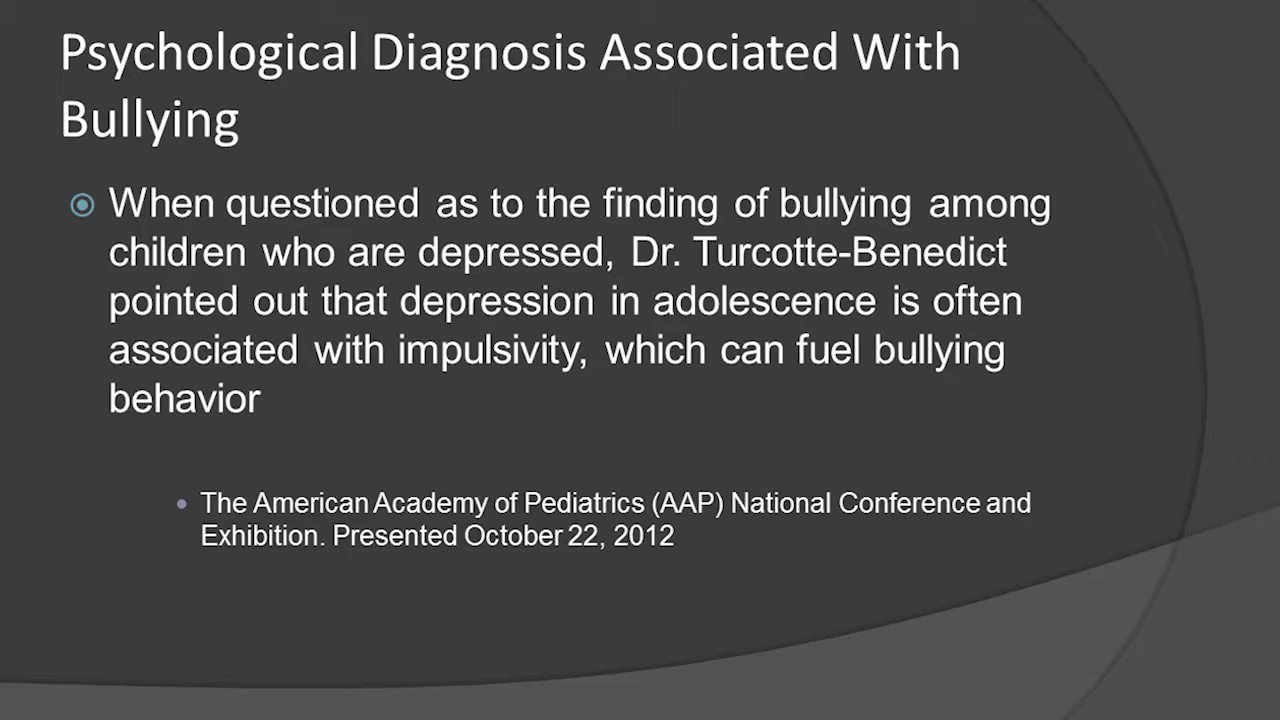 Psychological Diagnosis Associated With
Bullying
When questioned as to the finding of bullying among
children who are depressed, Dr. Turcotte-Benedict
pointed out that depression in adolescence is often
associated with impulsivity, which can fuel bullying
behavior
The American Academy of Pediatrics (AAP) National Conference and
Exhibition. Presented October 22, 2012